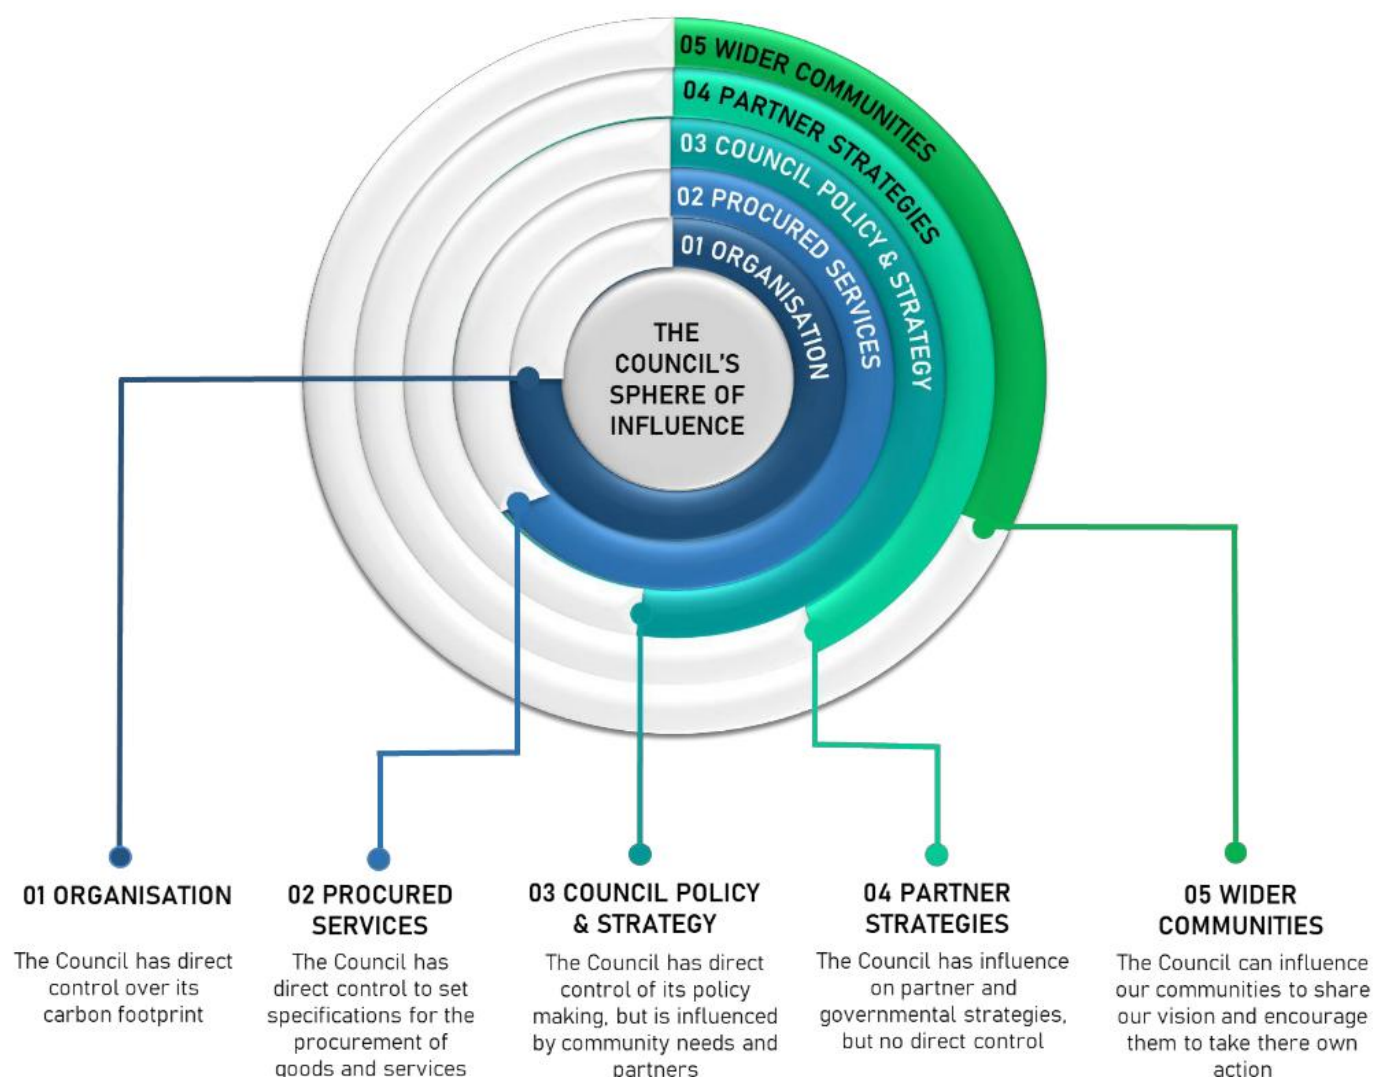 05 WIDER COMMUNITIES
04 PARTNER STRATEGIES
03 COUNCIL POLICY & STRATEGY
02 PROCURED SERVICES
01 ORGANISATION
THE
COUNCIL'S
SPHERE OF
INFLUENCE
01 ORGANISATION
The Council has direct
control over its
carbon footprint
02 PROCURED
SERVICES
The Council has
direct control to set
specifications for the
procurement of
goods and services
03 COUNCIL POLICY
& STRATEGY
The Council has direct
control of its policy
making, but is influenced
by community needs and
partners
04 PARTNER
STRATEGIES
The Council has influence
on partner and
governmental strategies,
but no direct control
05 WIDER
COMMUNITIES
The Council can influence
our communities to share
our vision and encourage
them to take there own
action